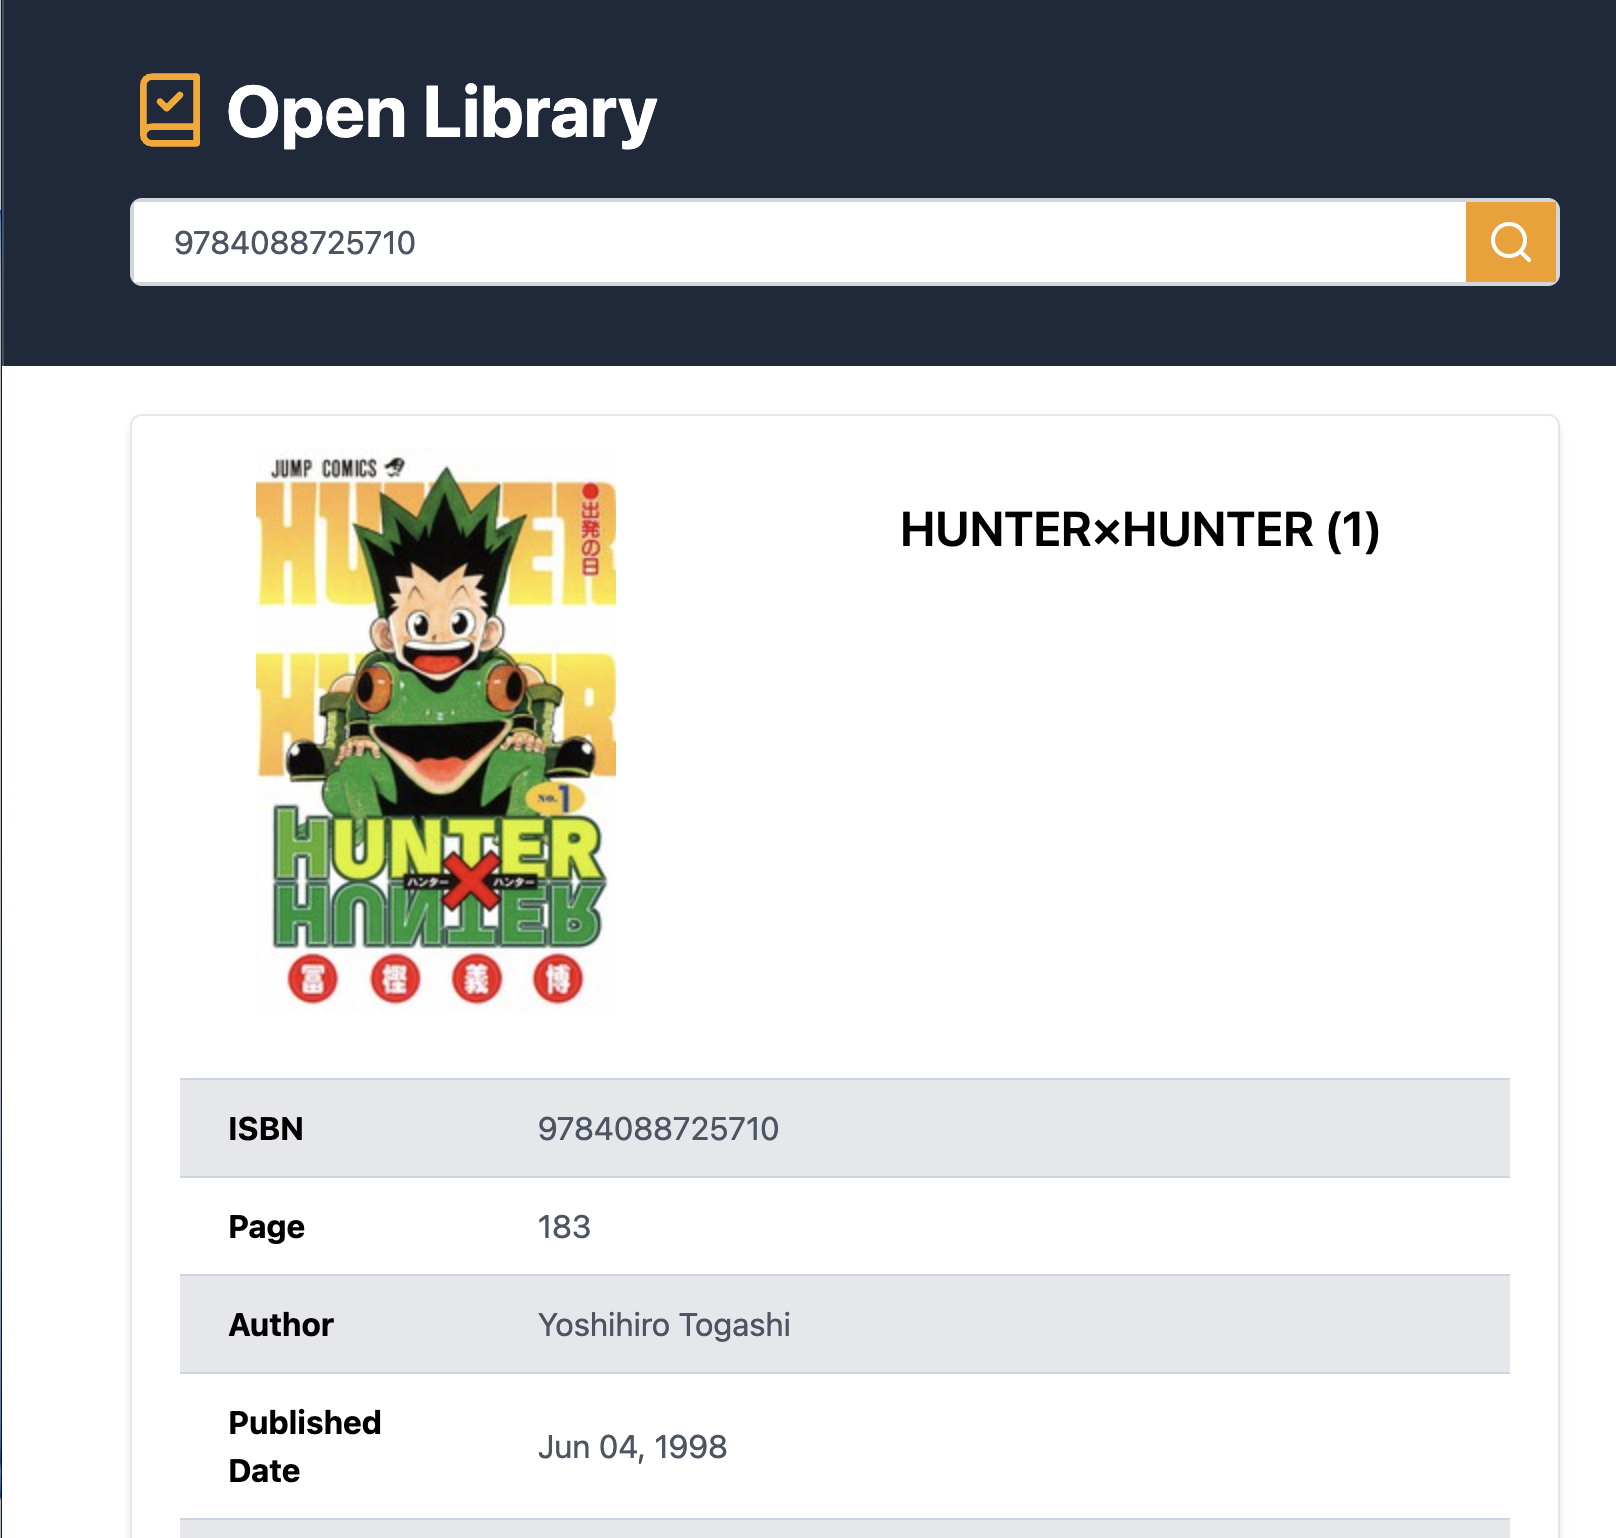 Open Library
9784088725710
JUMP COMICS
HUNTER
●出発の日
HUNTER
No.1
HUNTER
ハンター×ハンター
HUNTER
冨樫義博
HUNTER×HUNTER (1)
ISBN 9784088725710
Page 183
Author Yoshihiro Togashi
Published
Date
Jun 04, 1998